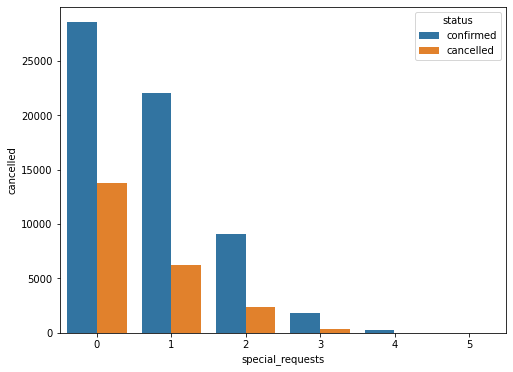 status
confirmed
cancelled
25000
20000
15000
10000
5000
0
cancelled
0 1 2 3 4 5
special_requests